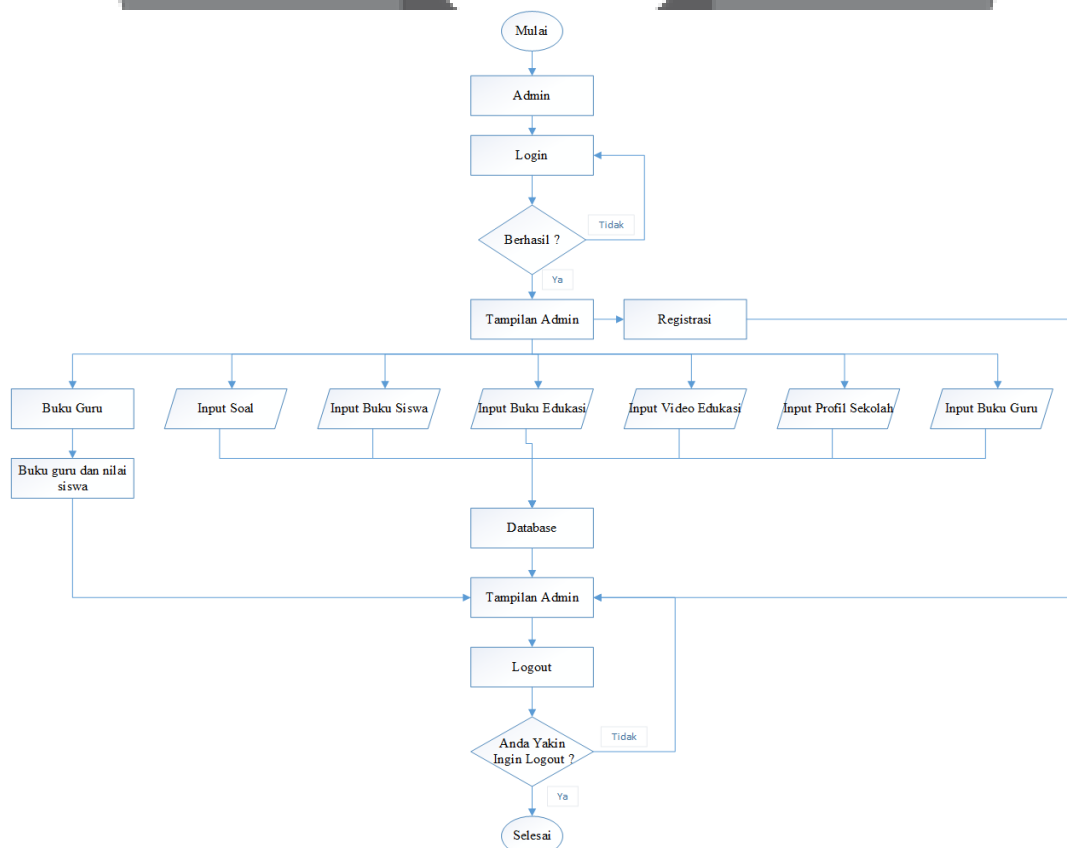 Mulai
Admin
Login
Tidak
Berhasil ?
Ya
Tampilan Admin
Registrasi
Buku Guru
Input Soal
Input Buku Siswa
Input Buku Edukasi
Input Video Edukasi
Input Profil Sekolah
Input Buku Guru
Buku guru dan nilai
siswa
Database
Tampilan Admin
Logout
Tidak
Anda Yakin
Ingin Logout ?
Ya
Selesai